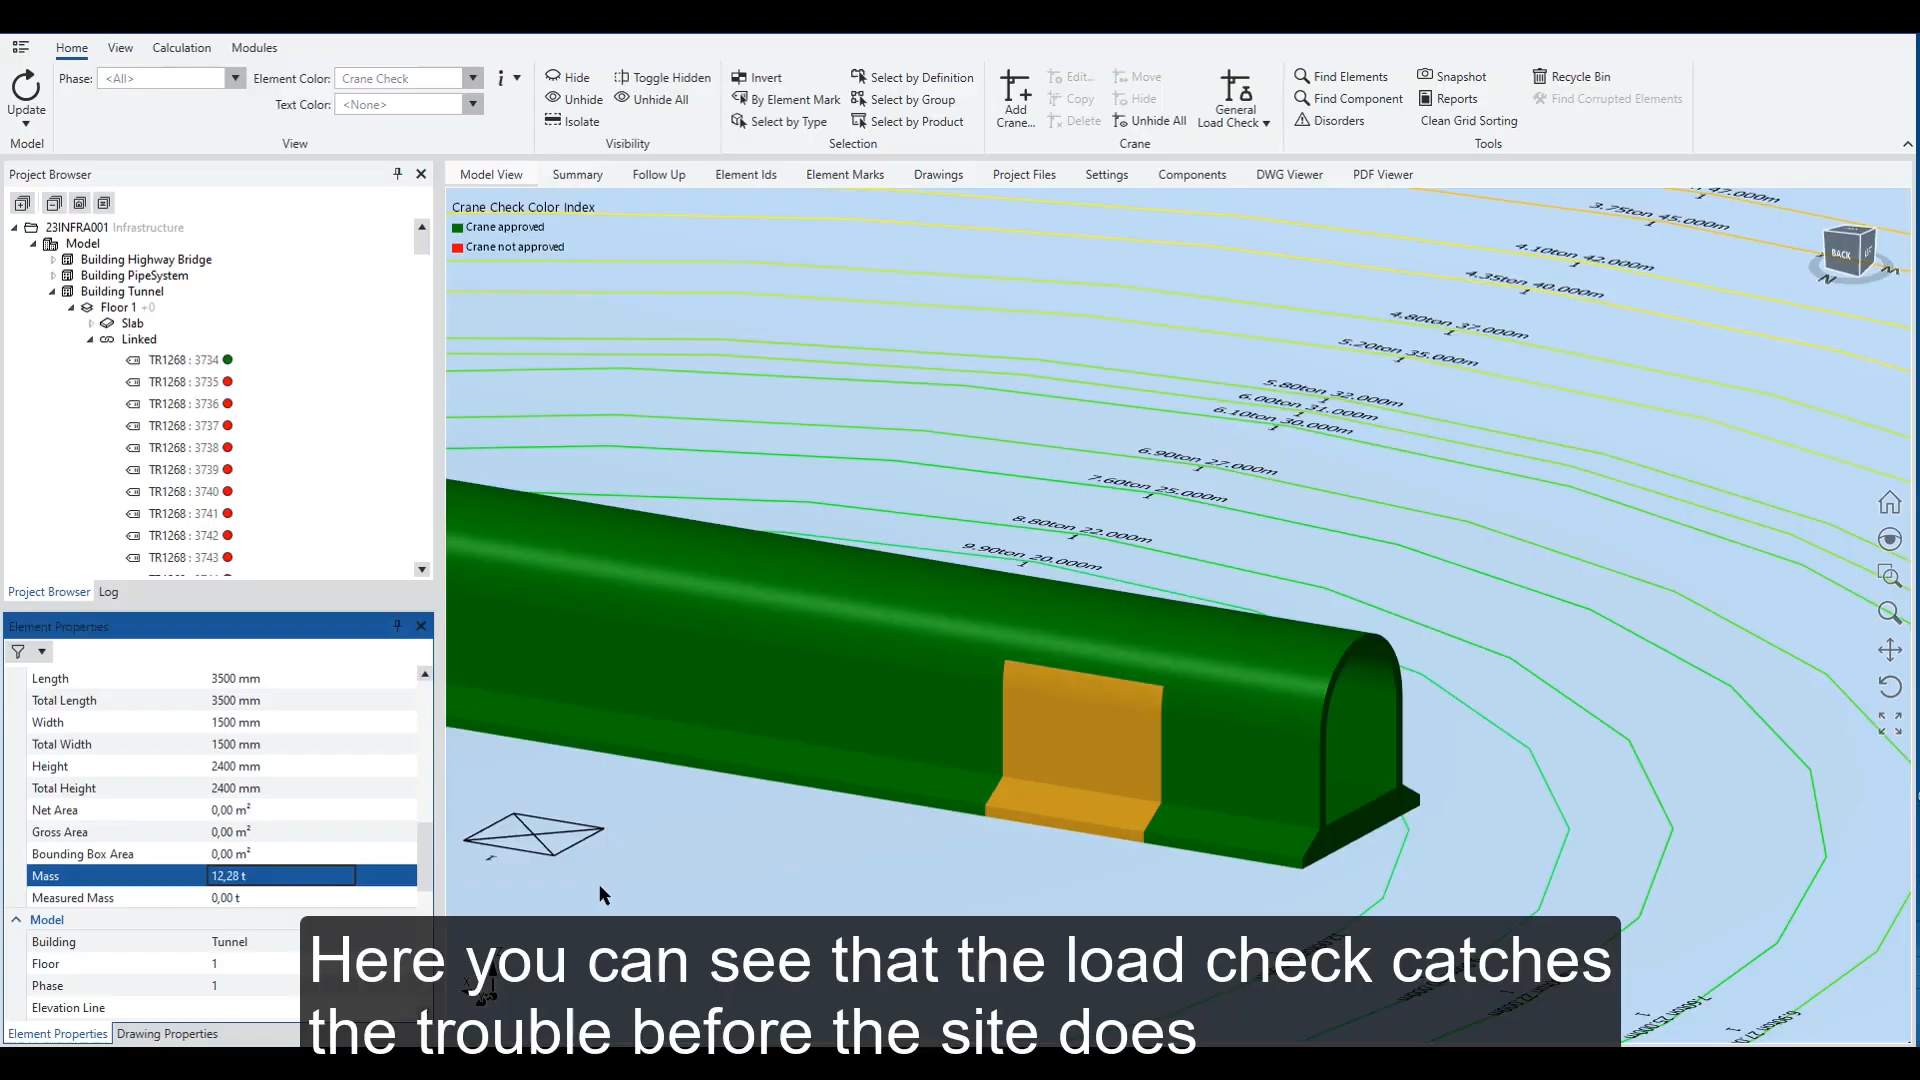 Home View Calculation Modules
Update
Model
Phase: <All>
Element Color: Crane Check
Text Color: <None>
i
View
Hide
Unhide
Isolate
Toggle Hidden
Unhide All
Visibility
Invert
By Element Mark
Select by Type
Select by Definition
Select by Group
Select by Product
Selection
Add
Crane...
Edit...
Copy
Delete
Move
Hide
Unhide All
General
Load Check
Crane
Find Elements
Find Component
Disorders
Snapshot
Reports
Clean Grid Sorting
Recycle Bin
Find Corrupted Elements
Tools
Project Browser
23INFRA001 Infrastructure
Model
Building Highway Bridge
Building PipeSystem
Building Tunnel
Floor 1 +0
Slab
Linked
TR1268 : 3734
TR1268 : 3735
TR1268 : 3736
TR1268 : 3737
TR1268 : 3738
TR1268 : 3739
TR1268 : 3740
TR1268 : 3741
TR1268 : 3742
TR1268 : 3743
Project Browser Log
Element Properties
Length 3500 mm
Total Length 3500 mm
Width 1500 mm
Total Width 1500 mm
Height 2400 mm
Total Height 2400 mm
Net Area 0,00 m²
Gross Area 0,00 m²
Bounding Box Area 0,00 m²
Mass 12,28 t
Measured Mass 0,00 t
Model
Building Tunnel
Floor 1
Phase 1
Elevation Line
Element Properties Drawing Properties
Model View Summary Follow Up Element Ids Element Marks Drawings Project Files Settings Components DWG Viewer PDF Viewer
Crane Check Color Index
Crane approved
Crane not approved
47.000m
3.75ton 45.000m
4.10ton 42.000m
4.35ton 40.000m
4.80ton 37.000m
5.20ton 35.000m
5.80ton 32.000m
6.00ton 31.000m
6.10ton 30.000m
6.90ton 27.000m
7.60ton 25.000m
8.80ton 22.000m
9.90ton 20.000m
BACK
N
Here you can see that the load check catches
the trouble before the site does